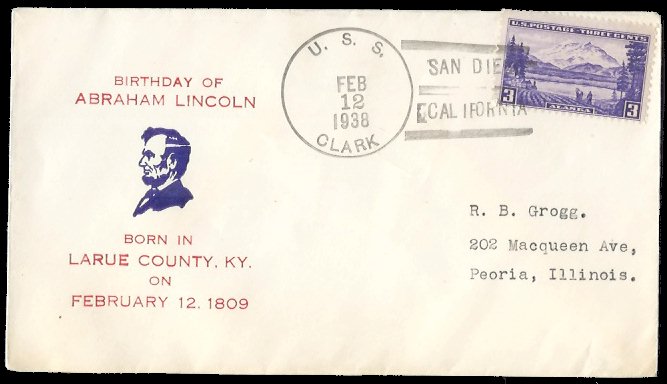 BIRTHDAY OF
ABRAHAM LINCOLN
BORN IN
LARUE COUNTY, KY.
ON
FEBRUARY 12. 1809
U. S. S.
FEB
12
1938
CLARK
SAN DIE
CALIFORNIA
U.S. POSTAGE THREE CENTS
3 ALASKA 3
R. B. Grogg.
202 Macqueen Ave,
Peoria, Illinois.